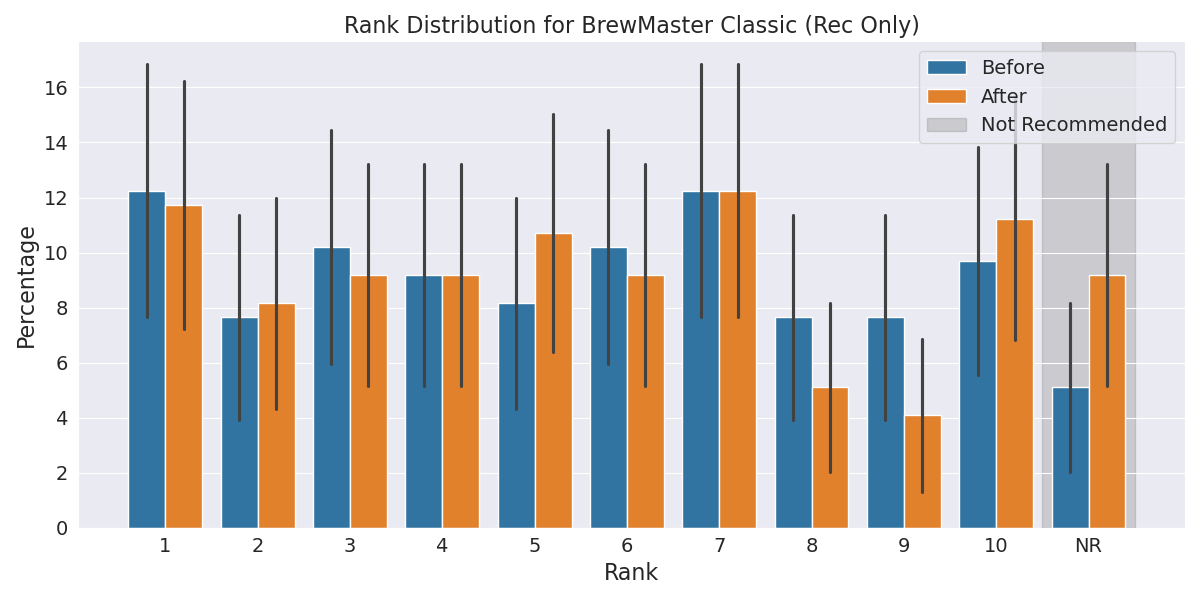 Rank Distribution for BrewMaster Classic (Rec Only)
Before
After
Not Recommended
Percentage
16
14
12
10
8
6
4
2
0
1 2 3 4 5 6 7 8 9 10 NR
Rank